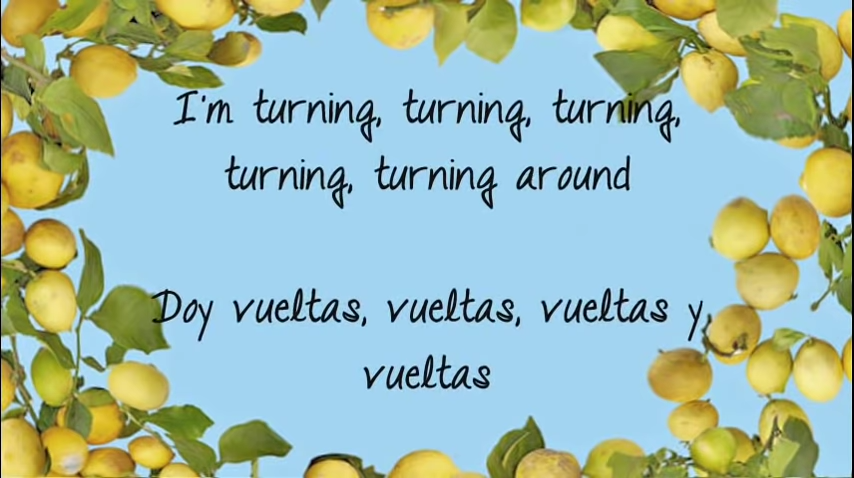 I'm turning, turning, turning,
turning, turning around
Doy vueltas, vueltas, vueltas y
vueltas